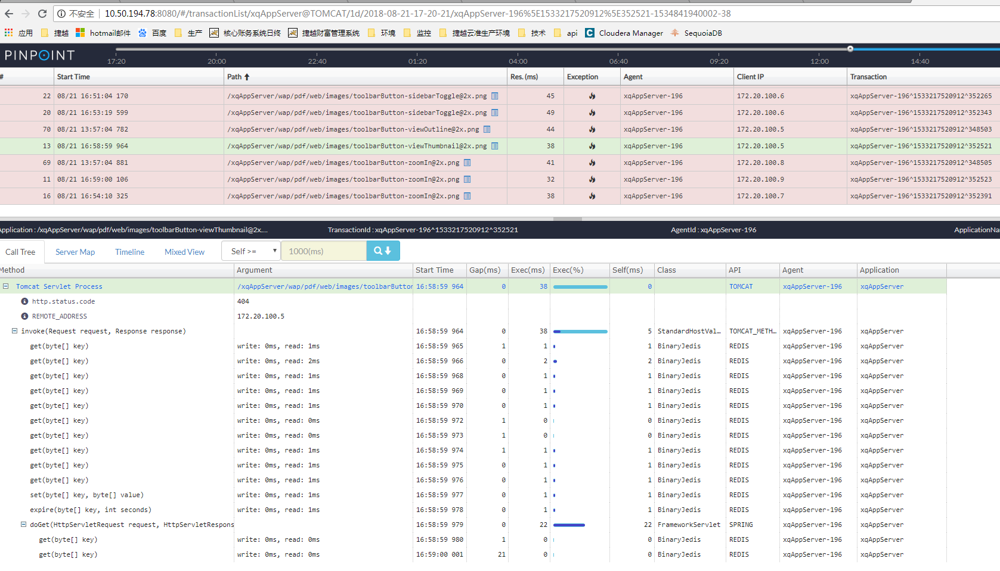 不安全 10.50.194.78:8080/#/transactionList/xqAppServer@TOMCAT/1d/2018-08-21-17-20-21/xqAppServer-196%5E1533217520912%5E352521-1534841940002-38
应用 捷越 hotmail邮件 百度 生产 核心账务系统日终 捷越财富管理系统 环境 监控 捷越云准生产环境 技术 api Cloudera Manager SequoiaDB
PINPOINT 17:20 20:00 22:40 01:20 04:00 06:40 09:20 12:00 14:40
# Start Time Path Res. (ms) Exception Agent Client IP Transaction
22 08/21 16:51:04 170 /xqAppServer/wap/pdf/web/images/toolbarButton-sidebarToggle@2x.png 45 xqAppServer-196 172.20.100.6 xqAppServer-196^1533217520912^352265
20 08/21 16:53:19 599 /xqAppServer/wap/pdf/web/images/toolbarButton-sidebarToggle@2x.png 49 xqAppServer-196 172.20.100.6 xqAppServer-196^1533217520912^352343
70 08/21 13:57:04 782 /xqAppServer/wap/pdf/web/images/toolbarButton-viewOutline@2x.png 44 xqAppServer-196 172.20.100.5 xqAppServer-196^1533217520912^348503
13 08/21 16:58:59 964 /xqAppServer/wap/pdf/web/images/toolbarButton-viewThumbnail@2x.png 38 xqAppServer-196 172.20.100.5 xqAppServer-196^1533217520912^352521
69 08/21 13:57:04 881 /xqAppServer/wap/pdf/web/images/toolbarButton-zoomIn@2x.png 41 xqAppServer-196 172.20.100.8 xqAppServer-196^1533217520912^348505
11 08/21 16:59:00 106 /xqAppServer/wap/pdf/web/images/toolbarButton-zoomIn@2x.png 32 xqAppServer-196 172.20.100.9 xqAppServer-196^1533217520912^352523
16 08/21 16:54:10 325 /xqAppServer/wap/pdf/web/images/toolbarButton-zoomIn@2x.png 38 xqAppServer-196 172.20.100.7 xqAppServer-196^1533217520912^352391
Application : /xqAppServer/wap/pdf/web/images/toolbarButton-viewThumbnail@2x.... TransactionId : xqAppServer-196^1533217520912^352521 AgentId : xqAppServer-196 ApplicationNa
Call Tree Server Map Timeline Mixed View Self >= 1000(ms)
Method Argument Start Time Gap(ms) Exec(ms) Exec(%) Self(ms) Class API Agent Application
Tomcat Servlet Process /xqAppServer/wap/pdf/web/images/toolbarButtor 16:58:59 964 0 38 0 TOMCAT xqAppServer-196 xqAppServer
http.status.code 404
REMOTE_ADDRESS 172.20.100.5
invoke(Request request, Response response) 16:58:59 964 0 38 5 StandardHostVal... TOMCAT_METH... xqAppServer-196 xqAppServer
get(byte[] key) write: 0ms, read: 1ms 16:58:59 965 1 1 1 BinaryJedis REDIS xqAppServer-196 xqAppServer
get(byte[] key) write: 0ms, read: 2ms 16:58:59 966 0 2 2 BinaryJedis REDIS xqAppServer-196 xqAppServer
get(byte[] key) write: 0ms, read: 1ms 16:58:59 968 0 1 1 BinaryJedis REDIS xqAppServer-196 xqAppServer
get(byte[] key) write: 0ms, read: 1ms 16:58:59 969 0 1 1 BinaryJedis REDIS xqAppServer-196 xqAppServer
get(byte[] key) write: 0ms, read: 1ms 16:58:59 970 0 1 1 BinaryJedis REDIS xqAppServer-196 xqAppServer
get(byte[] key) write: 0ms, read: 0ms 16:58:59 972 1 0 0 BinaryJedis REDIS xqAppServer-196 xqAppServer
get(byte[] key) write: 0ms, read: 0ms 16:58:59 973 1 0 0 BinaryJedis REDIS xqAppServer-196 xqAppServer
get(byte[] key) write: 0ms, read: 1ms 16:58:59 974 1 1 1 BinaryJedis REDIS xqAppServer-196 xqAppServer
get(byte[] key) write: 0ms, read: 1ms 16:58:59 975 0 1 1 BinaryJedis REDIS xqAppServer-196 xqAppServer
get(byte[] key) write: 0ms, read: 1ms 16:58:59 976 0 1 1 BinaryJedis REDIS xqAppServer-196 xqAppServer
set(byte[] key, byte[] value) write: 0ms, read: 1ms 16:58:59 977 0 1 1 BinaryJedis REDIS xqAppServer-196 xqAppServer
expire(byte[] key, int seconds) write: 0ms, read: 1ms 16:58:59 978 0 1 1 BinaryJedis REDIS xqAppServer-196 xqAppServer
doGet(HttpServletRequest request, HttpServletRespons 16:58:59 979 0 22 22 FrameworkServlet SPRING xqAppServer-196 xqAppServer
get(byte[] key) write: 0ms, read: 0ms 16:58:59 980 1 0 0 BinaryJedis REDIS xqAppServer-196 xqAppServer
get(byte[] key) write: 0ms, read: 0ms 16:59:00 001 21 0 0 BinaryJedis REDIS xqAppServer-196 xqAppServer